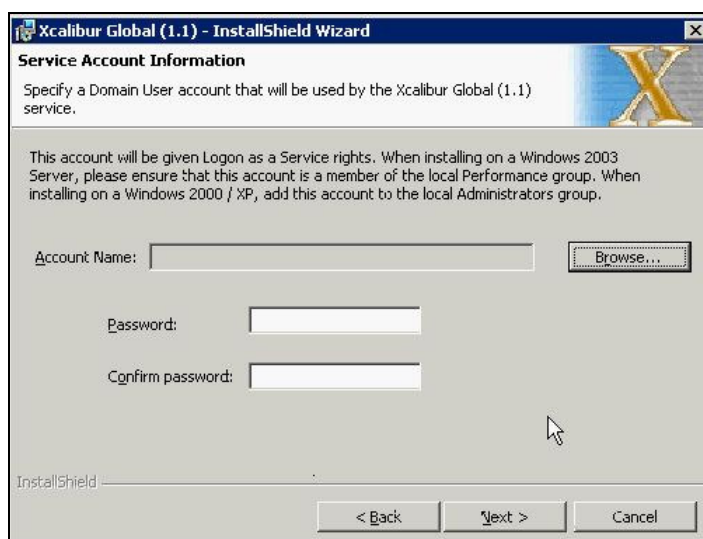 Xcalibur Global (1.1) - InstallShield Wizard
Service Account Information
Specify a Domain User account that will be used by the Xcalibur Global (1.1)
service.
X
This account will be given Logon as a Service rights. When installing on a Windows 2003
Server, please ensure that this account is a member of the local Performance group. When
installing on a Windows 2000 / XP, add this account to the local Administrators group.
Account Name:
Browse...
Password:
Confirm password:
InstallShield
< Back
Next >
Cancel